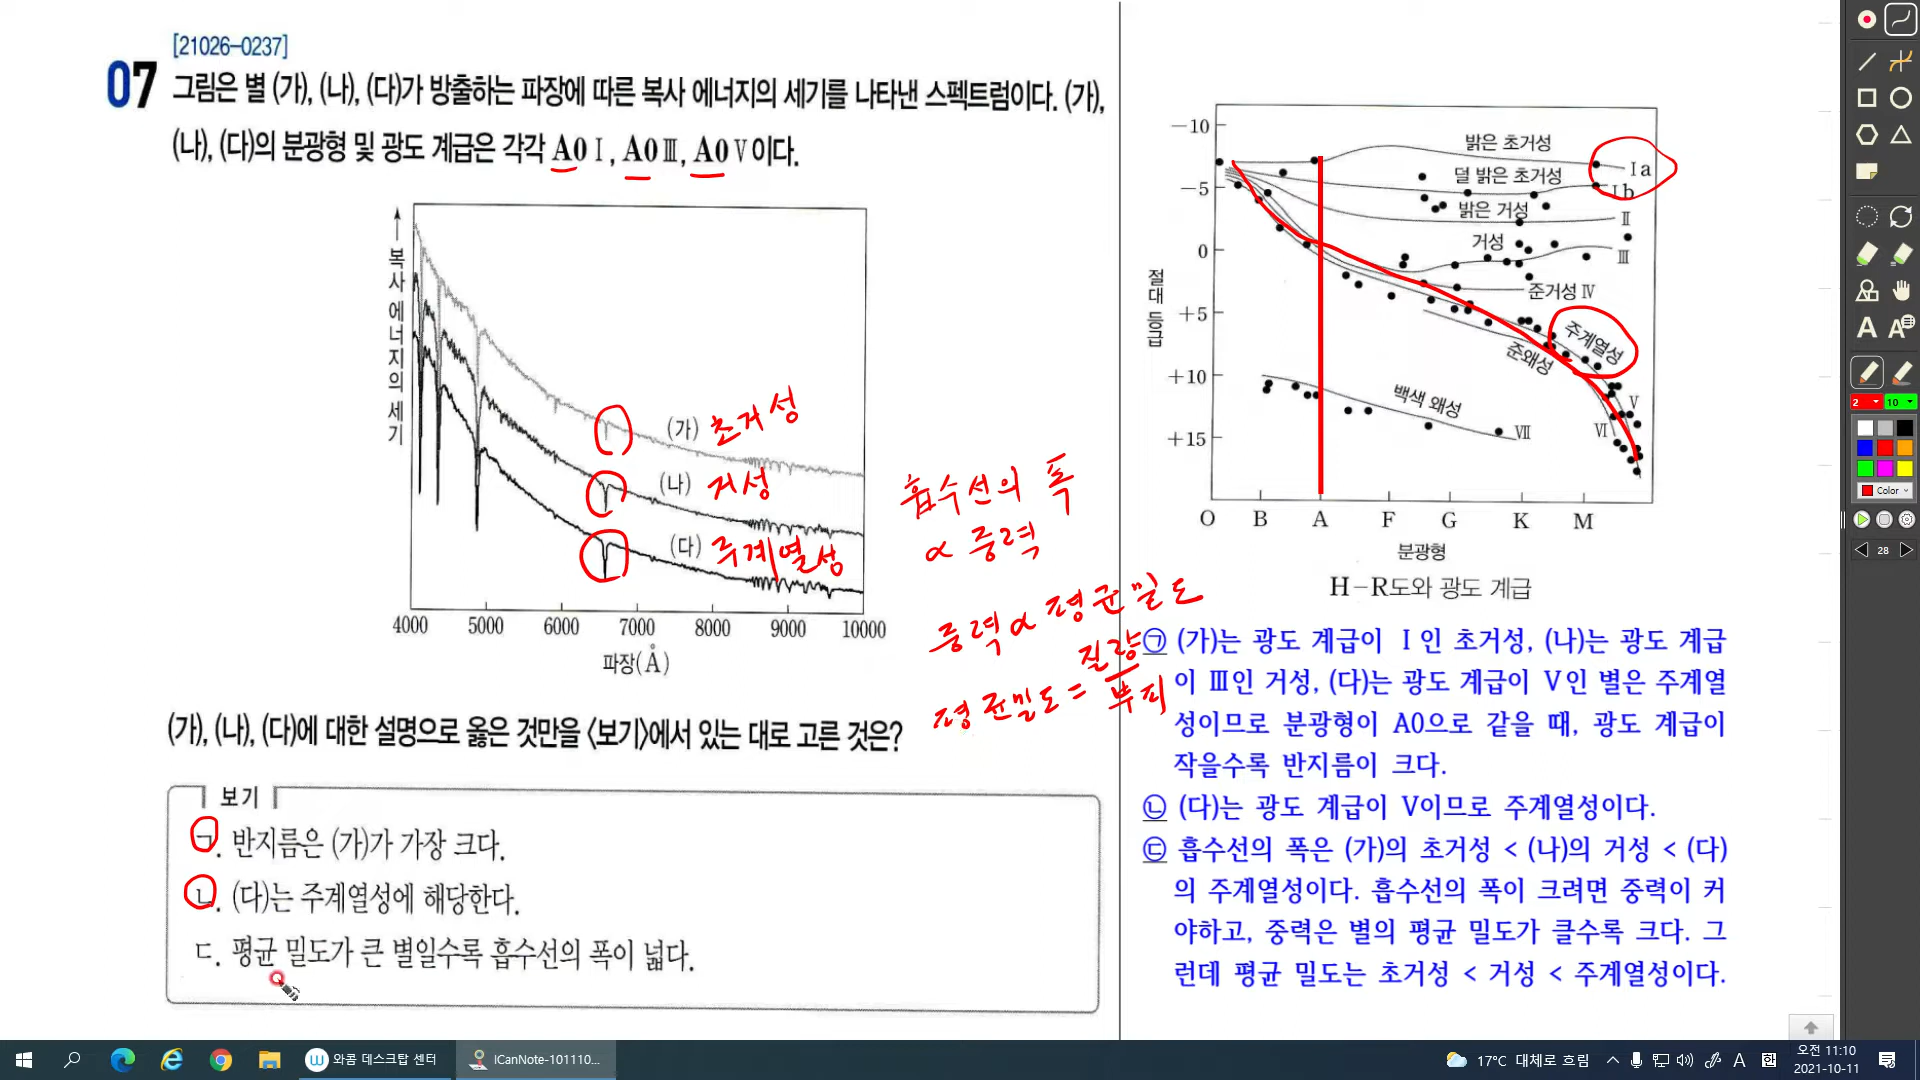 [21026-0237]
07 그림은 별 (가), (나), (다)가 방출하는 파장에 따른 복사 에너지의 세기를 나타낸 스펙트럼이다. (가),
(나), (다)의 분광형 및 광도 계급은 각각 A0Ⅰ, A0Ⅲ, A0Ⅴ이다.
복사 에너지의 세기
(가) 초거성
(나) 거성
(다) 주계열성
4000 5000 6000 7000 8000 9000 10000
파장(Å)
흡수선의 폭
∝ 중력
중력 ∝ 평균밀도
평균밀도 = 질량
부피
(가), (나), (다)에 대한 설명으로 옳은 것만을 〈보기〉에서 있는 대로 고른 것은?
보기
ㄱ. 반지름은 (가)가 가장 크다.
ㄴ. (다)는 주계열성에 해당한다.
ㄷ. 평균 밀도가 큰 별일수록 흡수선의 폭이 넓다.
-10
-5
0
+5
+10
+15
절대 등급
밝은 초거성
Ⅰa
덜 밝은 초거성
Ⅰb
밝은 거성
Ⅱ
거성
Ⅲ
준거성 Ⅳ
주계열성
준왜성
백색 왜성
Ⅴ
Ⅵ
Ⅶ
O B A F G K M
분광형
H-R도와 광도 계급
㉠ (가)는 광도 계급이 Ⅰ인 초거성, (나)는 광도 계급
이 Ⅲ인 거성, (다)는 광도 계급이 Ⅴ인 별은 주계열
성이므로 분광형이 A0으로 같을 때, 광도 계급이
작을수록 반지름이 크다.
㉡ (다)는 광도 계급이 Ⅴ이므로 주계열성이다.
㉢ 흡수선의 폭은 (가)의 초거성 < (나)의 거성 < (다)
의 주계열성이다. 흡수선의 폭이 크려면 중력이 커
야하고, 중력은 별의 평균 밀도가 클수록 크다. 그
런데 평균 밀도는 초거성 < 거성 < 주계열성이다.
A
2
10
Color
28
와콤 데스크탑 센터
ICanNote-101110...
17℃ 대체로 흐림
A
한
오전 11:10
2021-10-11